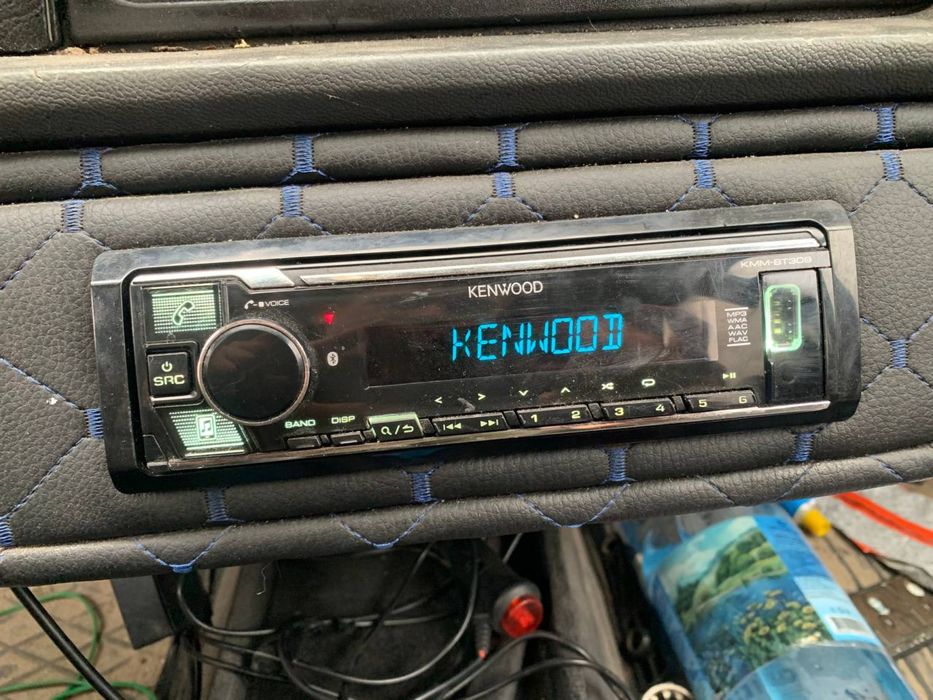 KMM-BT309
VOICE
KENWOOD
KENWOOD
MP3
WMA
AAC
WAV
FLAC
SRC
BAND
DISP
1 2 3 4 5 6